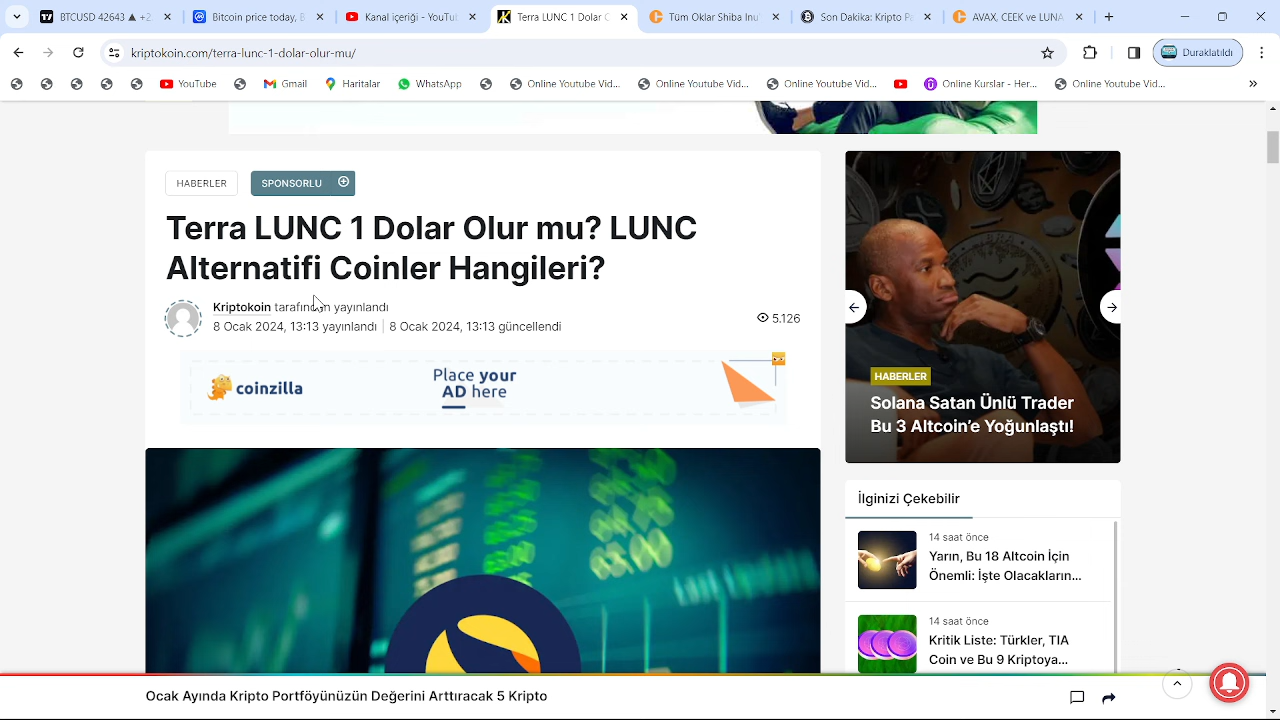 BTCUSD 42640 ▲ +2.
Bitcoin price today, B
Kanal içeriği - YouTu
Terra LUNC 1 Dolar O
Tüm Oklar Shiba Inu
Son Dakika Kripto Pa
AVAX, CEEK ve LUNA
kriptokoin.com/terra-lunc-1-dolar-olur-mu/
Duraklatıldı
YouTube
Gmail
Haritalar
WhatsApp
Online Youtube Vid...
Online Youtube Vid...
Online Youtube Vid...
Online Kurslar - Her...
Online Youtube Vid...
HABERLER
SPONSORLU
Terra LUNC 1 Dolar Olur mu? LUNC
Alternatifi Coinler Hangileri?
Kriptokoin tarafından yayınlandı
8 Ocak 2024, 13:13 yayınlandı | 8 Ocak 2024, 13:13 güncellendi
5.126
coinzilla
Place your
AD here
HABERLER
Solana Satan Ünlü Trader
Bu 3 Altcoin’e Yoğunlaştı!
İlginizi Çekebilir
14 saat önce
Yarın, Bu 18 Altcoin İçin
Önemli: İşte Olacakların...
14 saat önce
Kritik Liste: Türkler, TIA
Coin ve Bu 9 Kriptoya...
Ocak Ayında Kripto Portföyünüzün Değerini Arttıracak 5 Kripto